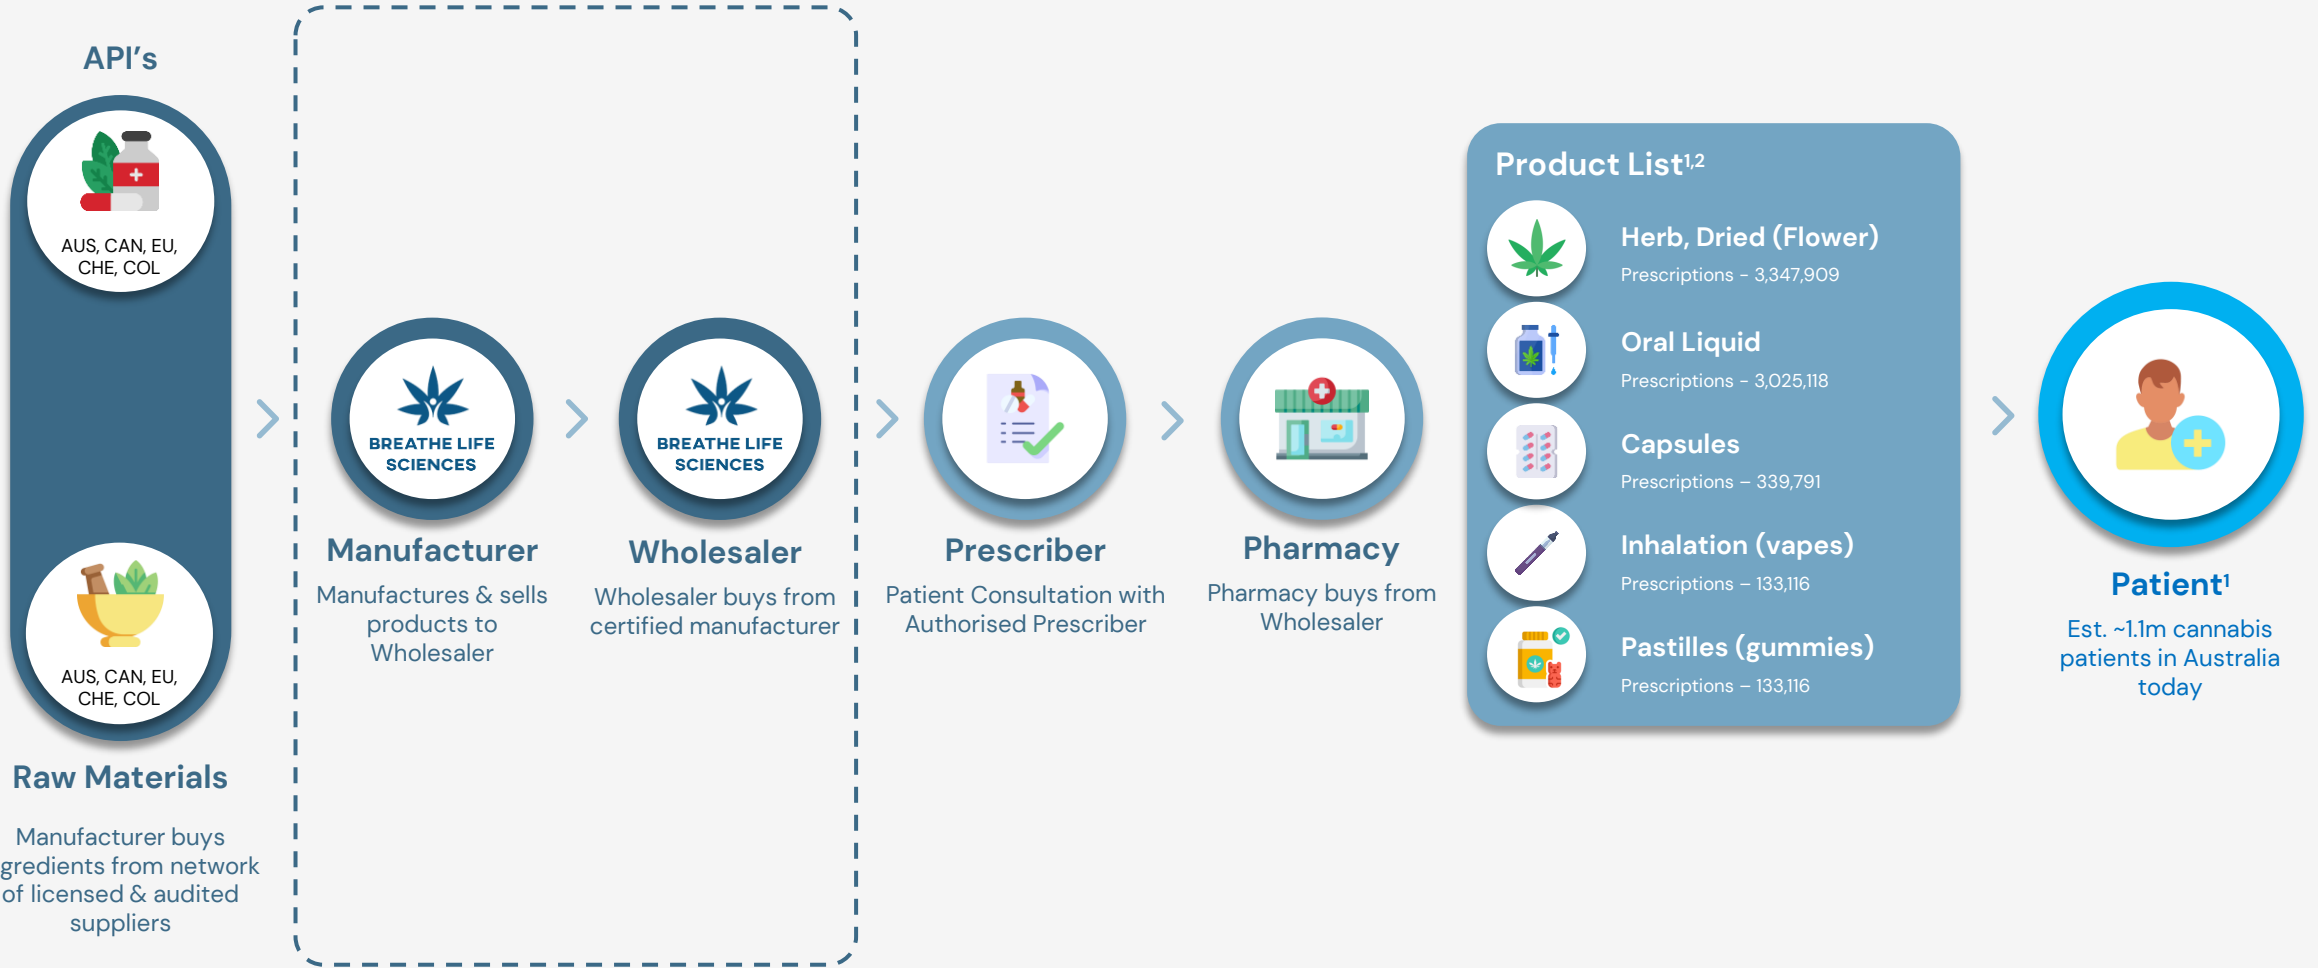 API's
AUS, CAN, EU,
CHE, COL
AUS, CAN, EU,
CHE, COL
Raw Materials
Manufacturer buys
gredients from network
of licensed & audited
suppliers
BREATHE LIFE
SCIENCES
Manufacturer
Manufactures & sells
products to
Wholesaler
BREATHE LIFE
SCIENCES
Wholesaler
Wholesaler buys from
certified manufacturer
Prescriber
Patient Consultation with
Authorised Prescriber
Pharmacy
Pharmacy buys from
Wholesaler
Product List1,2
Herb, Dried (Flower)
Prescriptions - 3,347,909
Oral Liquid
Prescriptions - 3,025,118
Capsules
Prescriptions – 339,791
Inhalation (vapes)
Prescriptions – 133,116
Pastilles (gummies)
Prescriptions – 133,116
Patient1
Est. ~1.1m cannabis
patients in Australia
today